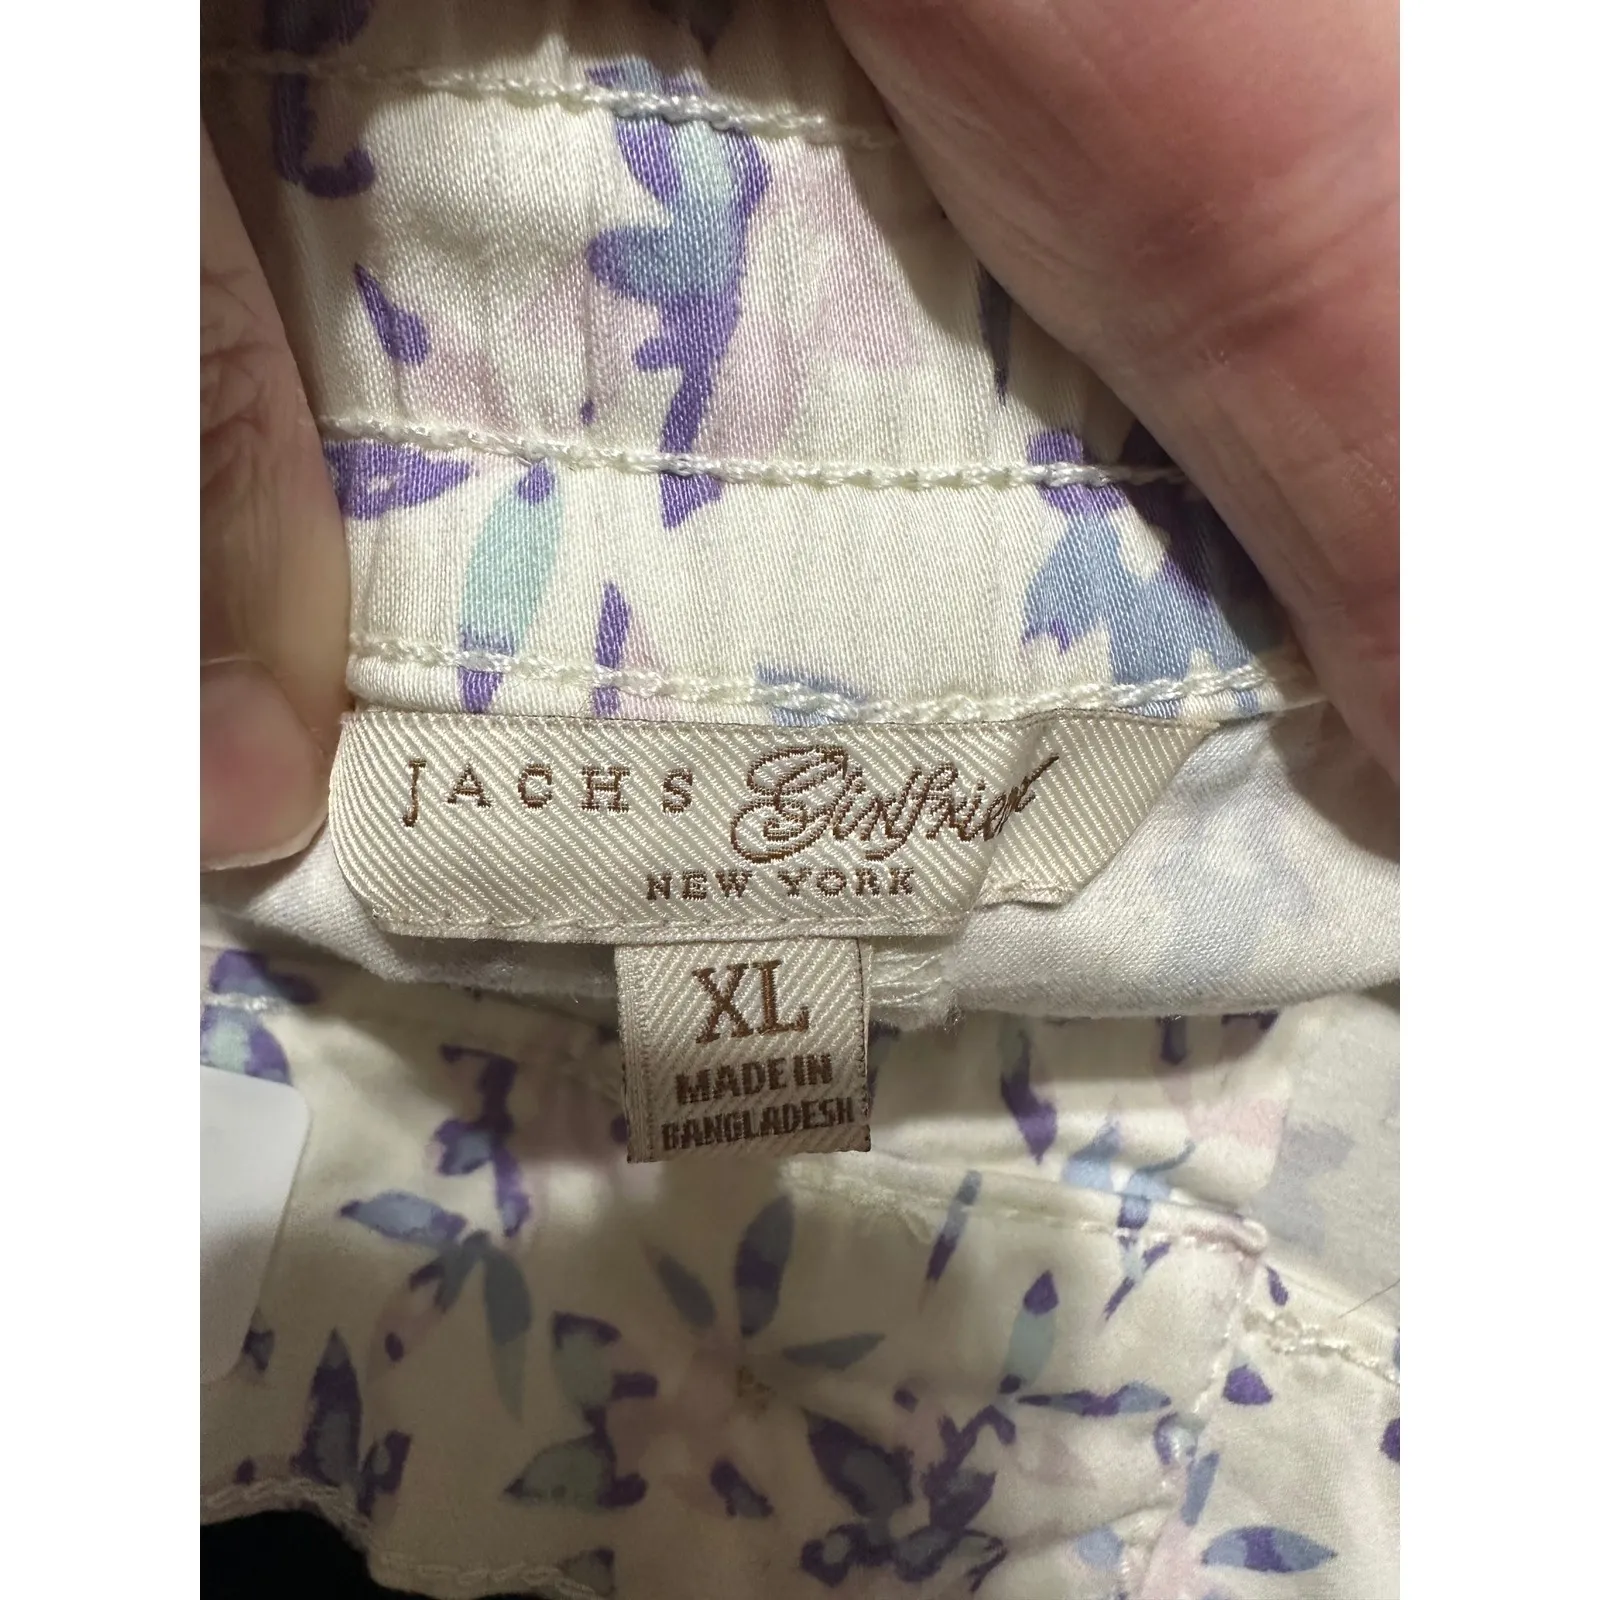 JACHS Girlfriend
NEW YORK
XL
MADE IN
BANGLADESH